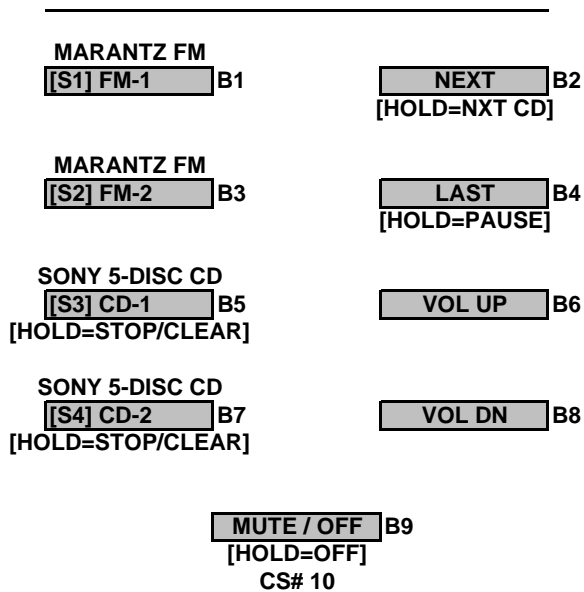 MARANTZ FM
[S1] FM-1 B1 NEXT B2
[HOLD=NXT CD]
MARANTZ FM
[S2] FM-2 B3 LAST B4
[HOLD=PAUSE]
SONY 5-DISC CD
[S3] CD-1 B5 VOL UP B6
[HOLD=STOP/CLEAR]
SONY 5-DISC CD
[S4] CD-2 B7 VOL DN B8
[HOLD=STOP/CLEAR]
MUTE / OFF B9
[HOLD=OFF]
CS# 10